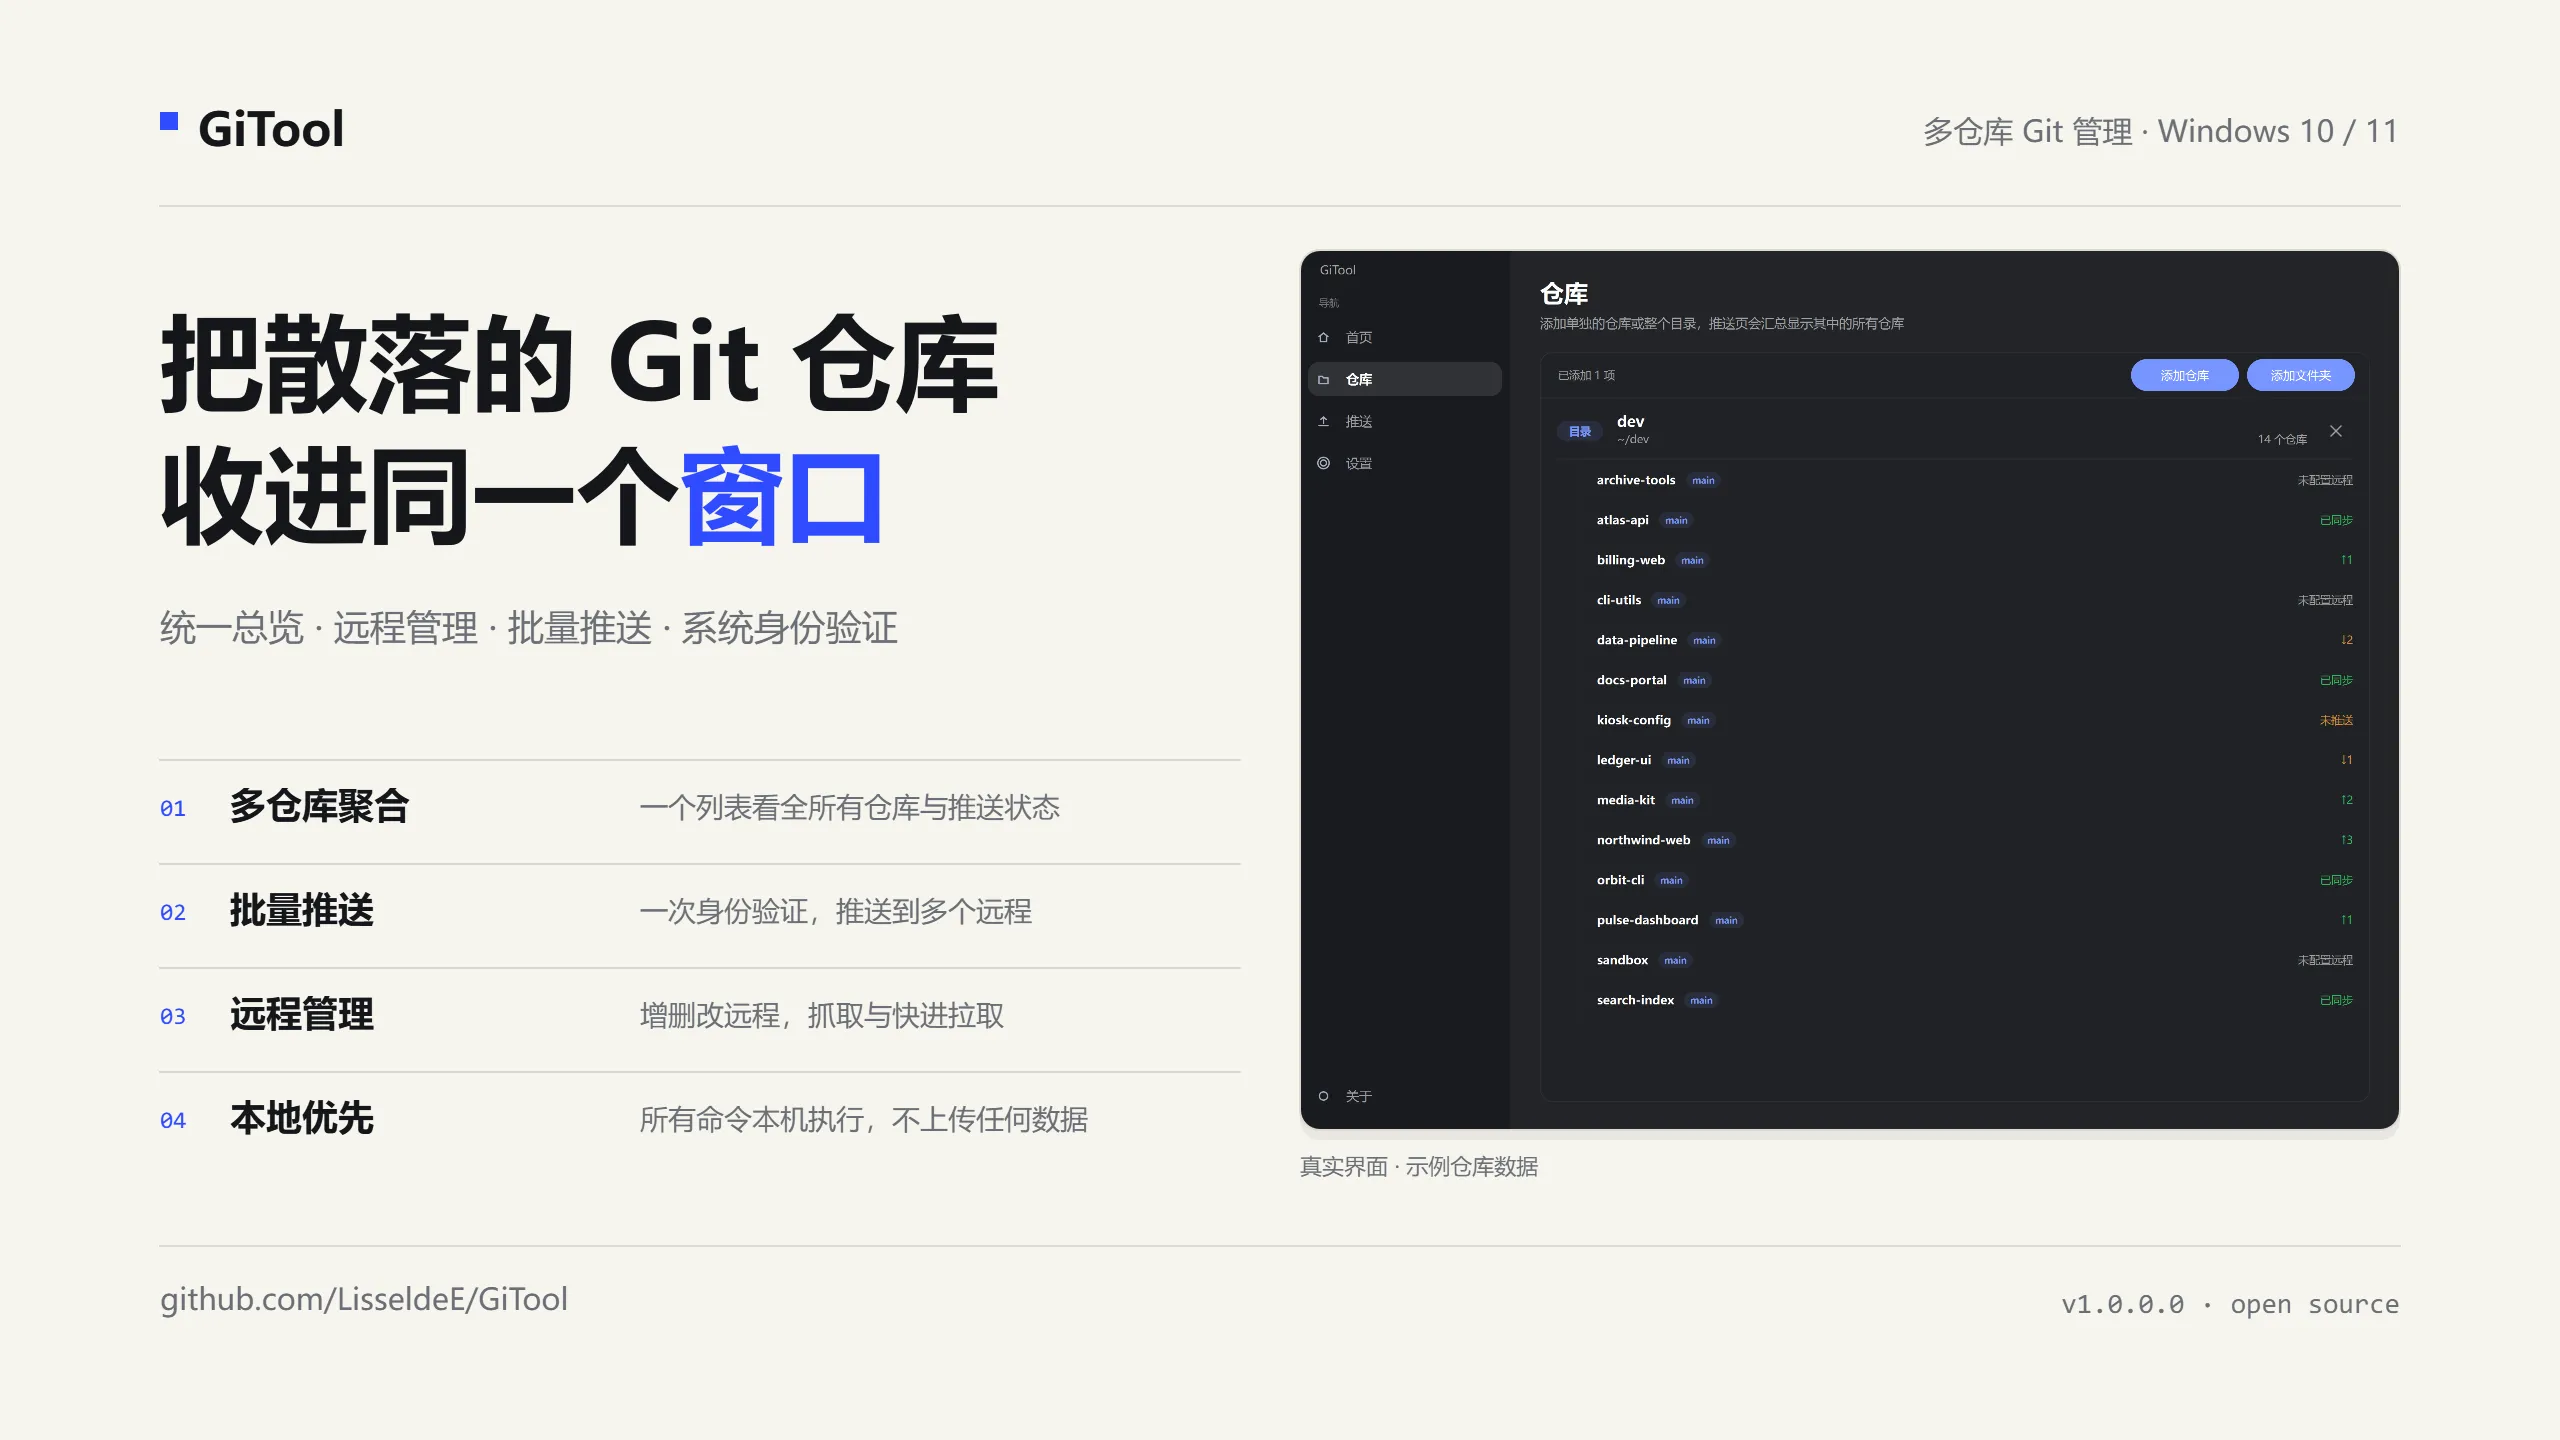 GiTool
多仓库 Git 管理 · Windows 10 / 11
把散落的 Git 仓库
收进同一个窗口
统一总览 · 远程管理 · 批量推送 · 系统身份验证
01 多仓库聚合 一个列表看全所有仓库与推送状态
02 批量推送 一次身份验证，推送到多个远程
03 远程管理 增删改远程，抓取与快进拉取
04 本地优先 所有命令本机执行，不上传任何数据
GiTool
导航
首页
仓库
推送
设置
关于
仓库
添加单独的仓库或整个目录，推送页会汇总显示其中的所有仓库
已添加 1 项 添加仓库 添加文件夹
目录 dev
~/dev
14 个仓库
archive-tools main 未配置远程
atlas-api main 已同步
billing-web main ↑1
cli-utils main 未配置远程
data-pipeline main ↓2
docs-portal main 已同步
kiosk-config main 未推送
ledger-ui main ↓1
media-kit main ↑2
northwind-web main ↑3
orbit-cli main 已同步
pulse-dashboard main ↑1
sandbox main 未配置远程
search-index main 已同步
真实界面 · 示例仓库数据
github.com/LisseldeE/GiTool
v1.0.0.0 · open source